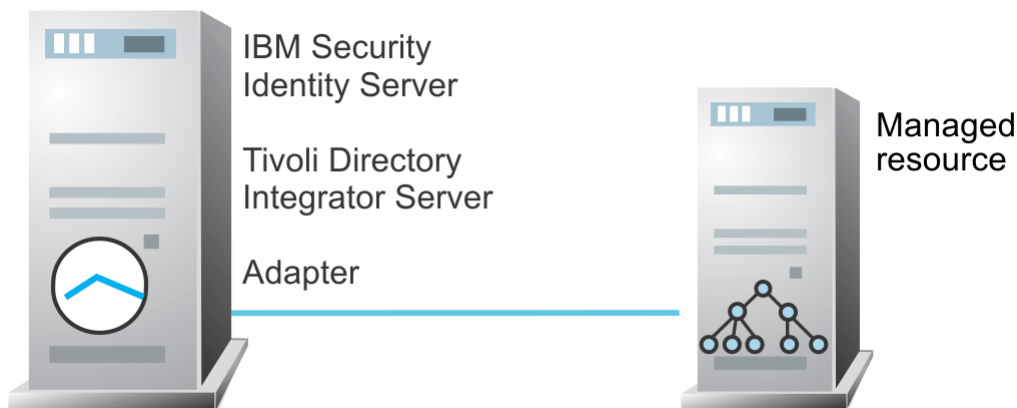 IBM Security
Identity Server
Tivoli Directory
Integrator Server
Adapter
Managed
resource